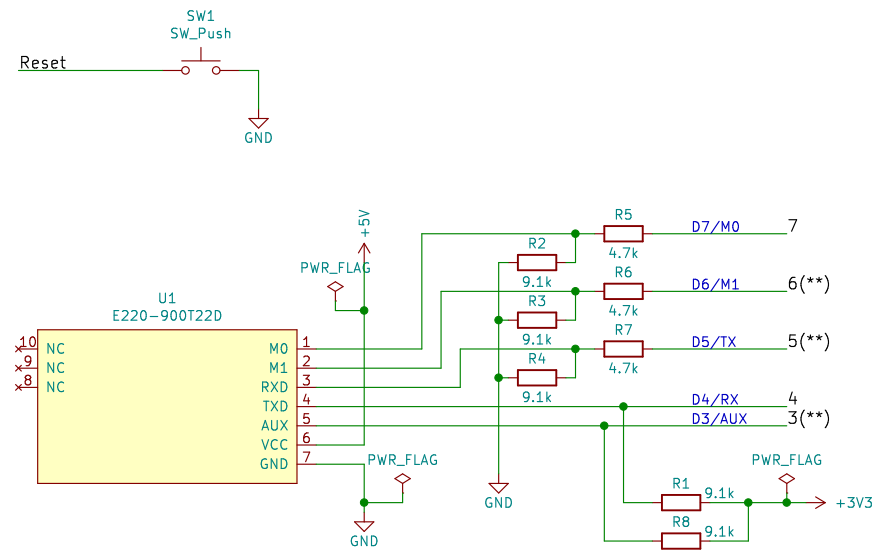 SW1
SW_Push
Reset
GND
+5V
PWR_FLAG
U1
E220-900T22D
10 NC
9 NC
8 NC
M0 1
M1 2
RXD 3
TXD 4
AUX 5
VCC 6
GND 7
R5
4.7k
D7/M0
7
R2
9.1k
R6
4.7k
D6/M1
6(**)
R3
9.1k
R7
4.7k
D5/TX
5(**)
R4
9.1k
D4/RX
4
D3/AUX
3(**)
PWR_FLAG
GND
GND
PWR_FLAG
R1
9.1k
+3V3
R8
9.1k